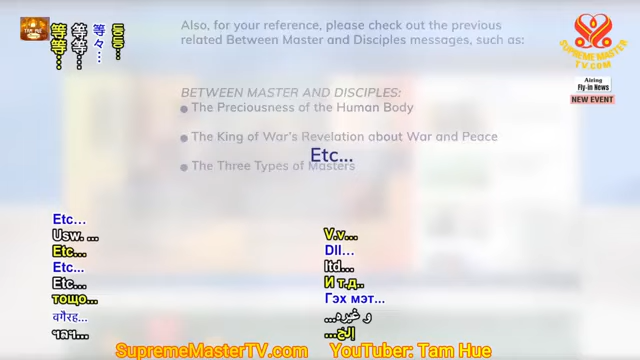 等等…
等等…
等々…
등등…
TAM HUE
Also, for your reference, please check out the previous
related Between Master and Disciples messages, such as:
SUPREME MASTER
TV.COM
Airing
Fly-in News
NEW EVENT
BETWEEN MASTER AND DISCIPLES:
The Preciousness of the Human Body
The King of War's Revelation about War and Peace
Etc...
The Three Types of Masters
Etc…
Usw. ...
Etc...
Etc...
Etc...
тощо...
वगैरह...
ฯลฯ...
V.v...
Dll...
Itd...
И т.д..
Гэх мэт...
و غیره...
إلخ...
SupremeMasterTV.com YouTuber: Tam Hue